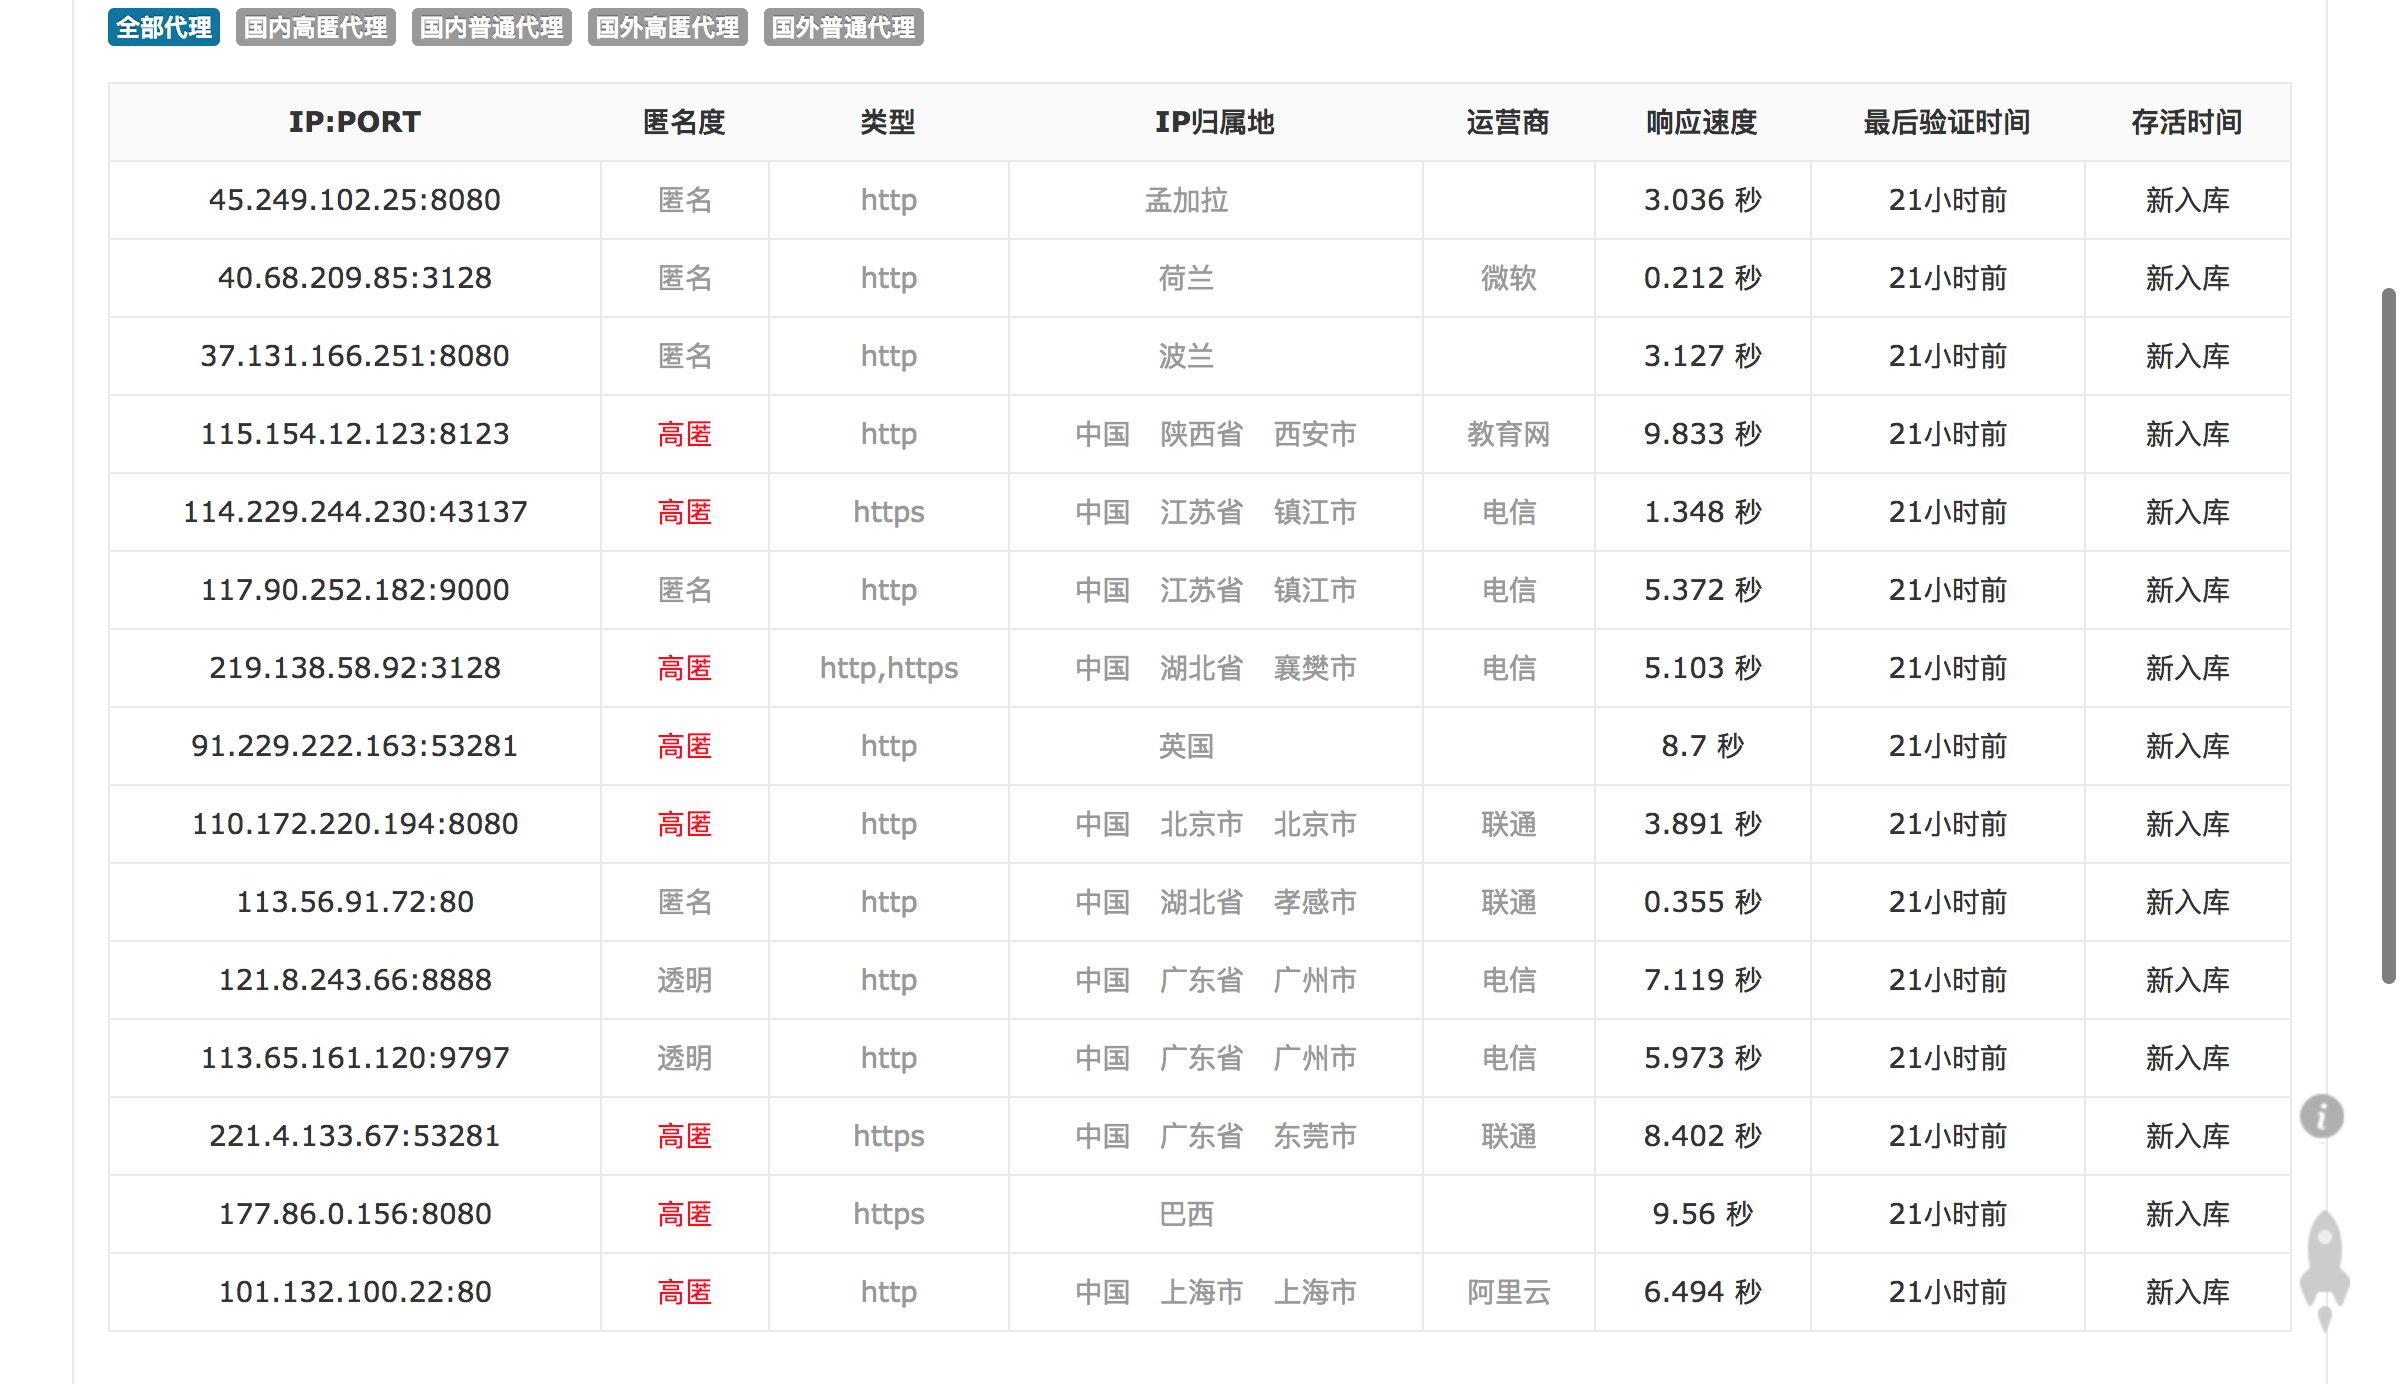 全部代理 国内高匿代理 国内普通代理 国外高匿代理 国外普通代理
IP:PORT 匿名度 类型 IP归属地 运营商 响应速度 最后验证时间 存活时间
45.249.102.25:8080 匿名 http 孟加拉 3.036 秒 21小时前 新入库
40.68.209.85:3128 匿名 http 荷兰 微软 0.212 秒 21小时前 新入库
37.131.166.251:8080 匿名 http 波兰 3.127 秒 21小时前 新入库
115.154.12.123:8123 高匿 http 中国 陕西省 西安市 教育网 9.833 秒 21小时前 新入库
114.229.244.230:43137 高匿 https 中国 江苏省 镇江市 电信 1.348 秒 21小时前 新入库
117.90.252.182:9000 匿名 http 中国 江苏省 镇江市 电信 5.372 秒 21小时前 新入库
219.138.58.92:3128 高匿 http,https 中国 湖北省 襄樊市 电信 5.103 秒 21小时前 新入库
91.229.222.163:53281 高匿 http 英国 8.7 秒 21小时前 新入库
110.172.220.194:8080 高匿 http 中国 北京市 北京市 联通 3.891 秒 21小时前 新入库
113.56.91.72:80 匿名 http 中国 湖北省 孝感市 联通 0.355 秒 21小时前 新入库
121.8.243.66:8888 透明 http 中国 广东省 广州市 电信 7.119 秒 21小时前 新入库
113.65.161.120:9797 透明 http 中国 广东省 广州市 电信 5.973 秒 21小时前 新入库
221.4.133.67:53281 高匿 https 中国 广东省 东莞市 联通 8.402 秒 21小时前 新入库
177.86.0.156:8080 高匿 https 巴西 9.56 秒 21小时前 新入库
101.132.100.22:80 高匿 http 中国 上海市 上海市 阿里云 6.494 秒 21小时前 新入库